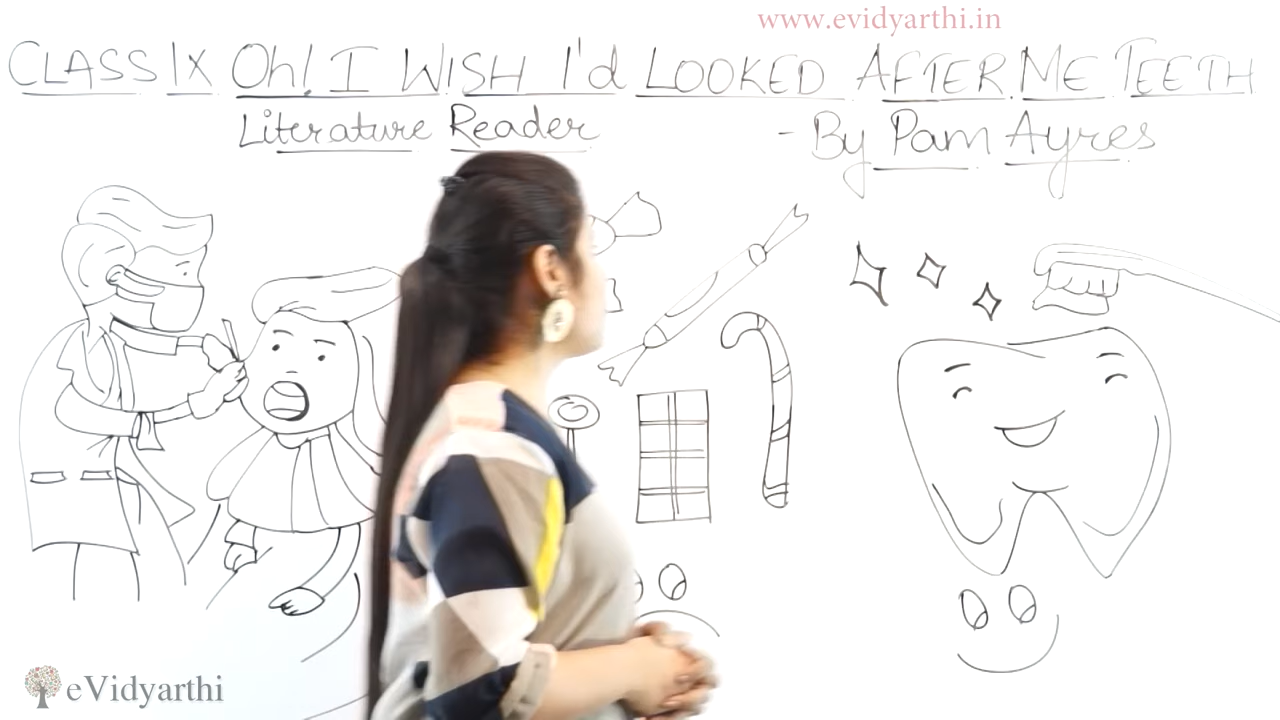 www.evidyarthi.in
CLASS IX Oh! I WISH I'd LOOKED AFTER ME TEETH
Literature Reader
- By Pam Ayres
eVidyarthi